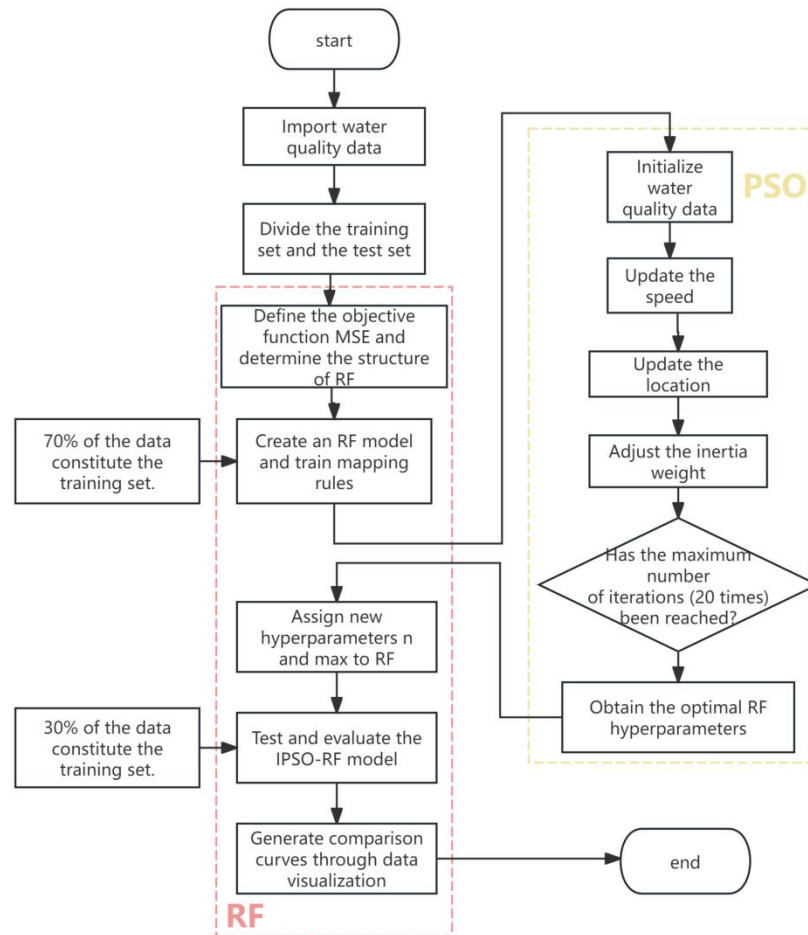 start
Import water
quality data
Divide the training
set and the test set
Define the objective
function MSE and
determine the structure
of RF
70% of the data
constitute the
training set.
Create an RF model
and train mapping
rules
PSO
Initialize
water
quality data
Update the
speed
Update the
location
Adjust the inertia
weight
Has the maximum
number
of iterations (20 times)
been reached?
Obtain the optimal RF
hyperparameters
Assign new
hyperparameters n
and max to RF
30% of the data
constitute the
training set.
Test and evaluate the
IPSO-RF model
Generate comparison
curves through data
visualization
RF
end